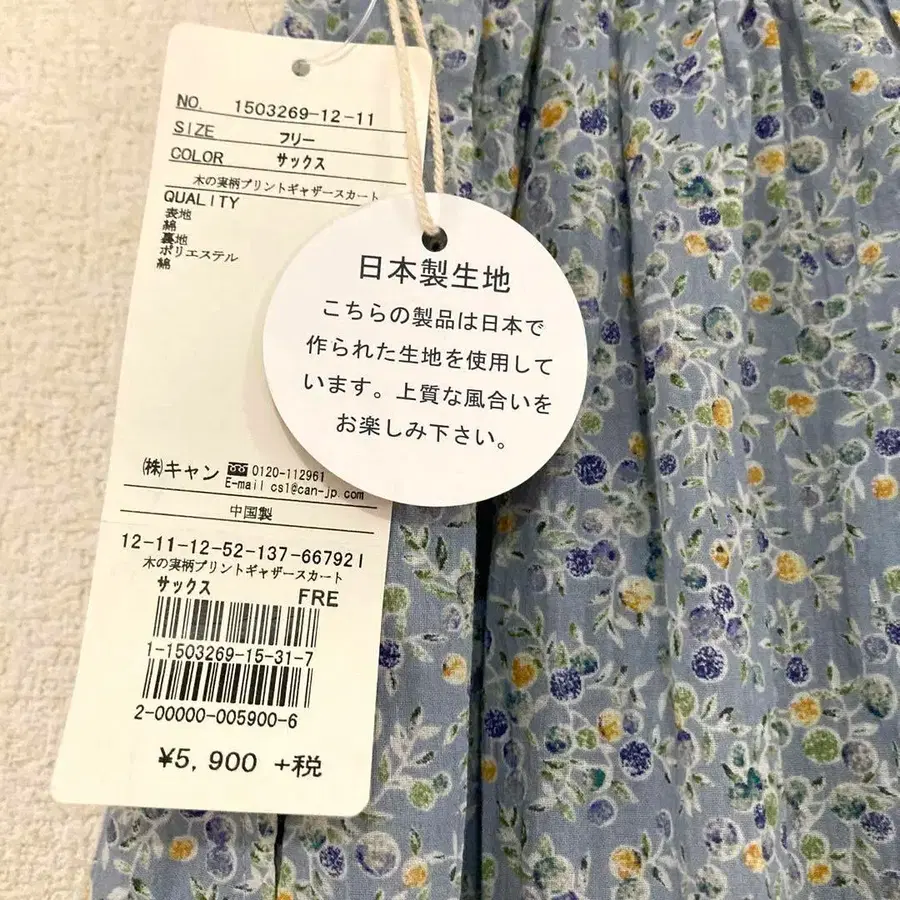 NO. 1503269-12-11
SIZE フリー
COLOR サックス
木の実柄プリントギャザースカート
QUALITY
表地
綿
裏地
ポリエステル
綿
日本製生地
こちらの製品は日本で
作られた生地を使用して
います。上質な風合いを
お楽しみ下さい。
㈱キャン 0120-112961
E-mail cs1@can-jp.com
中国製
12-11-12-52-137-667921
木の実柄プリントギャザースカート
サックス FRE
1-1503269-15-31-7
2-00000-005900-6
¥5,900 +税